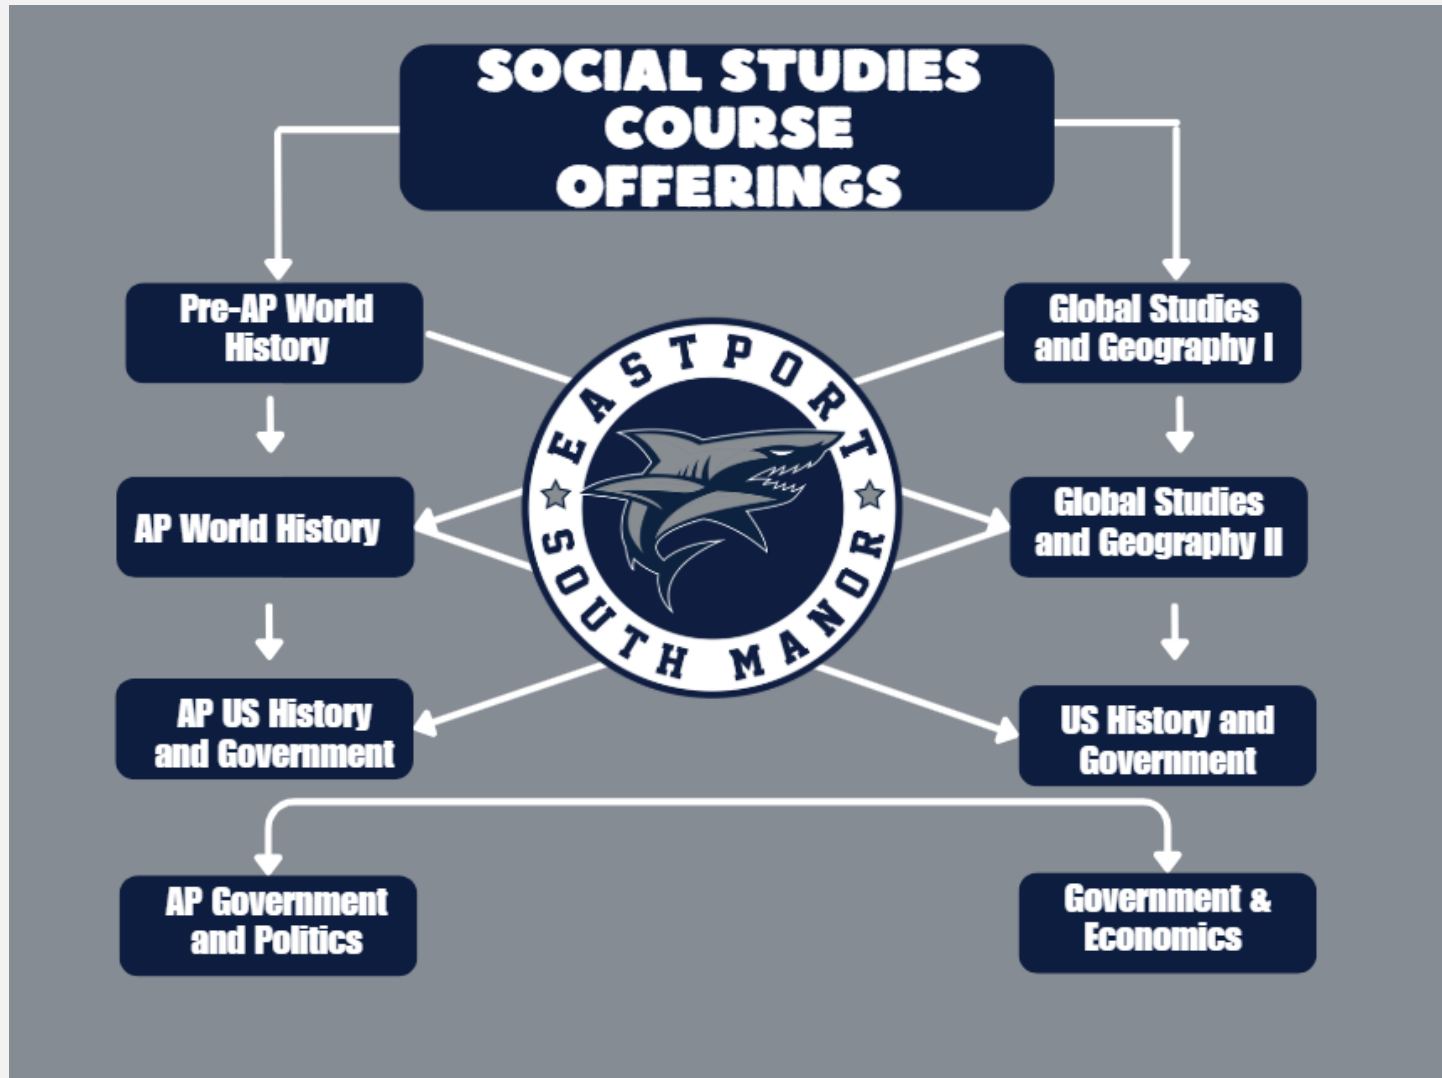 SOCIAL STUDIES
COURSE
OFFERINGS
Pre-AP World
History
Global Studies
and Geography I
EASTPORT
SOUTH MANOR
AP World History
Global Studies
and Geography II
AP US History
and Government
US History and
Government
AP Government
and Politics
Government &
Economics